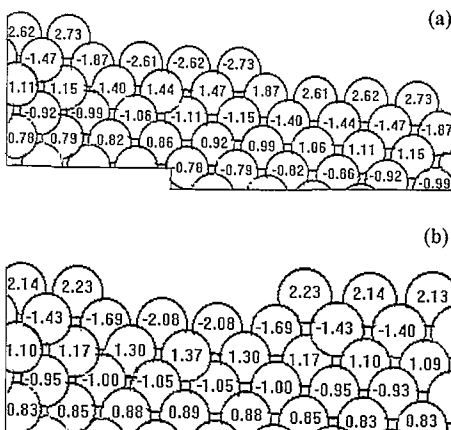 (a)
2.62 2.73
-1.47 -1.87 -2.61 -2.62 -2.73
1.11 1.15 1.40 1.44 1.47 1.87 2.61 2.62 2.73
-0.92 -0.99 -1.06 -1.11 -1.15 -1.40 -1.44 -1.47 -1.87
0.78 0.79 0.82 0.86 0.92 0.99 1.06 1.11 1.15
-0.78 -0.79 -0.82 -0.86 -0.92 -0.99
(b)
2.14 2.23 2.23 2.14 2.13
-1.43 -1.69 -2.08 -2.08 -1.69 -1.43 -1.40
1.10 1.17 1.30 1.37 1.30 1.17 1.10 1.09
-0.95 -1.00 -1.05 -1.05 -1.00 -0.95 -0.93
0.83 0.85 0.88 0.89 0.88 0.85 0.83 0.83